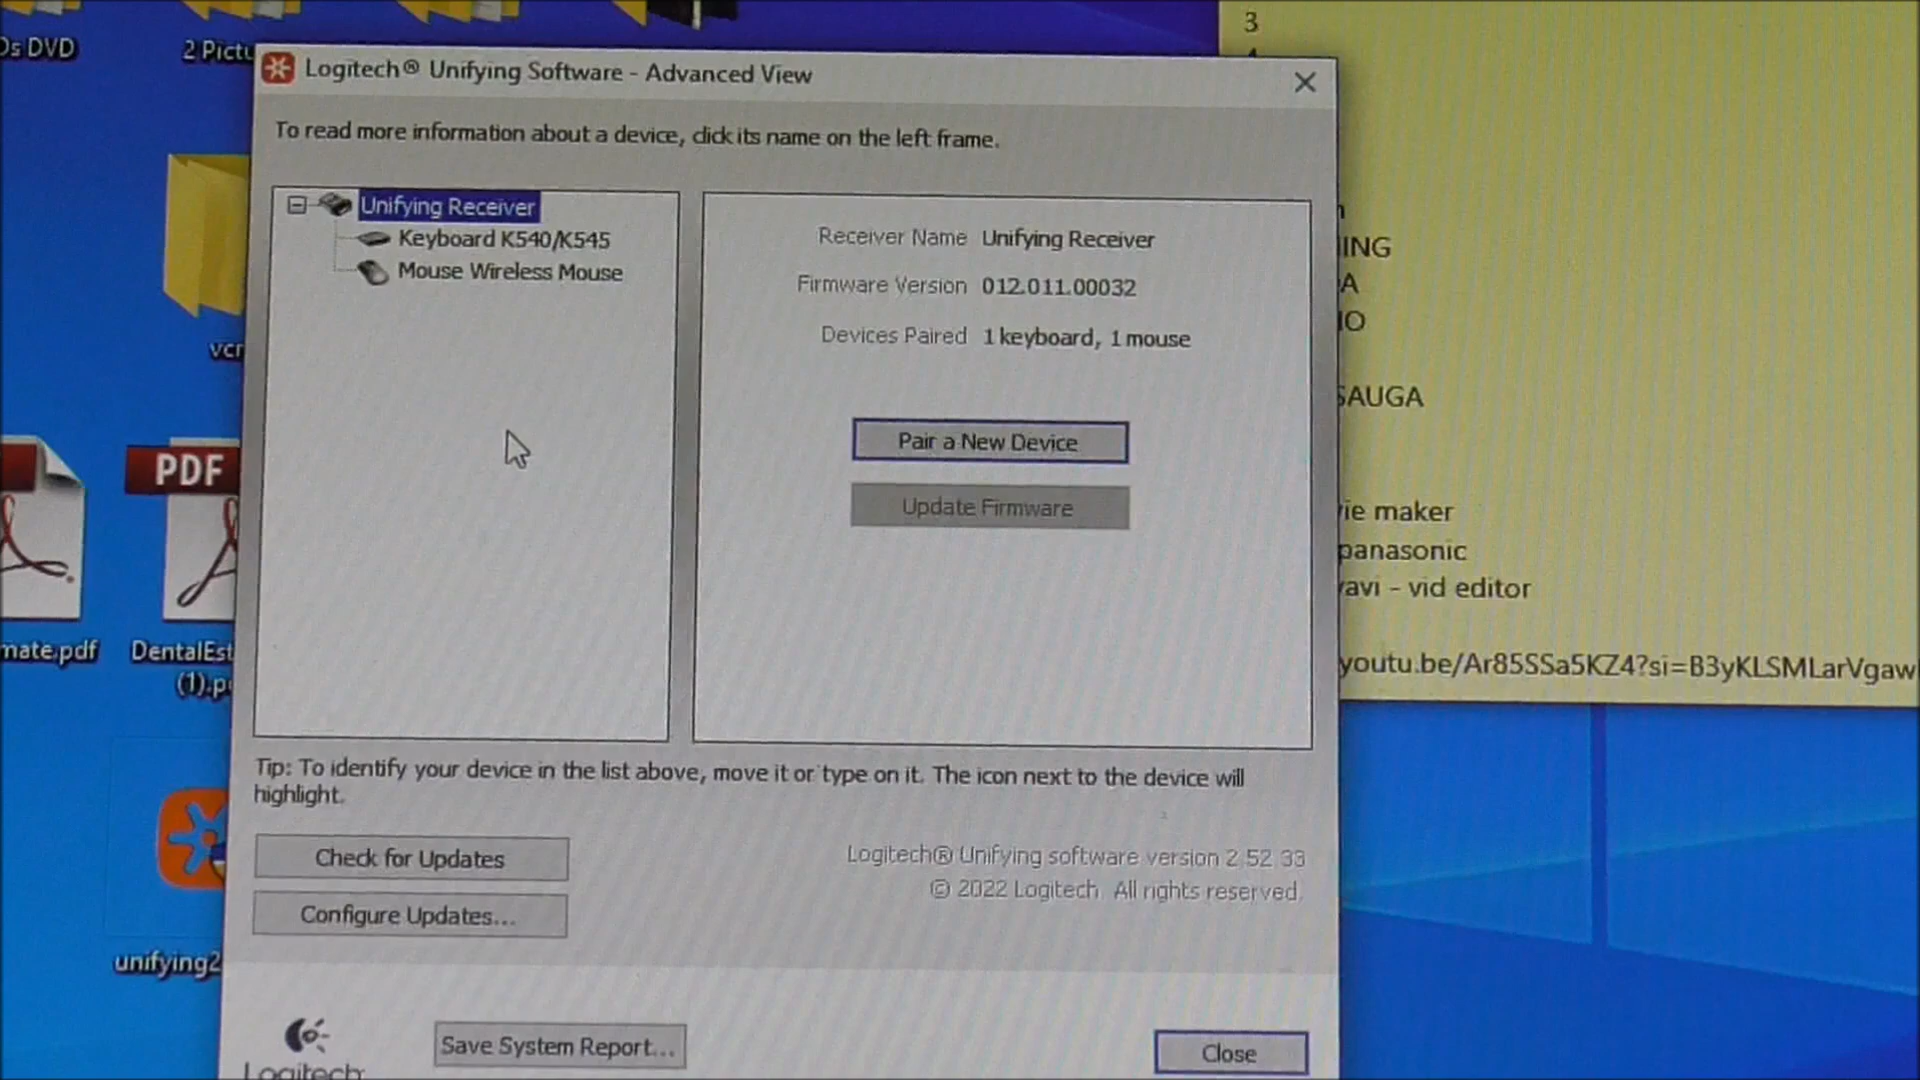 Os DVD
2 Pictu
3
Logitech® Unifying Software - Advanced View
To read more information about a device, click its name on the left frame.
Unifying Receiver
Keyboard K540/K545
Mouse Wireless Mouse
Receiver Name Unifying Receiver
Firmware Version 012.011.00032
Devices Paired 1 keyboard, 1 mouse
Pair a New Device
Update Firmware
ING
A
IO
SAUGA
vie maker
panasonic
avi - vid editor
youtu.be/Ar85SSa5KZ4?si=B3yKLSMLarVgaw
vcr
PDF
mate.pdf
DentalEst
(1).p
Tip: To identify your device in the list above, move it or type on it. The icon next to the device will
highlight.
Check for Updates
Configure Updates...
Logitech® Unifying software version 2.52.33
© 2022 Logitech. All rights reserved.
unifying2
Logitech
Save System Report...
Close